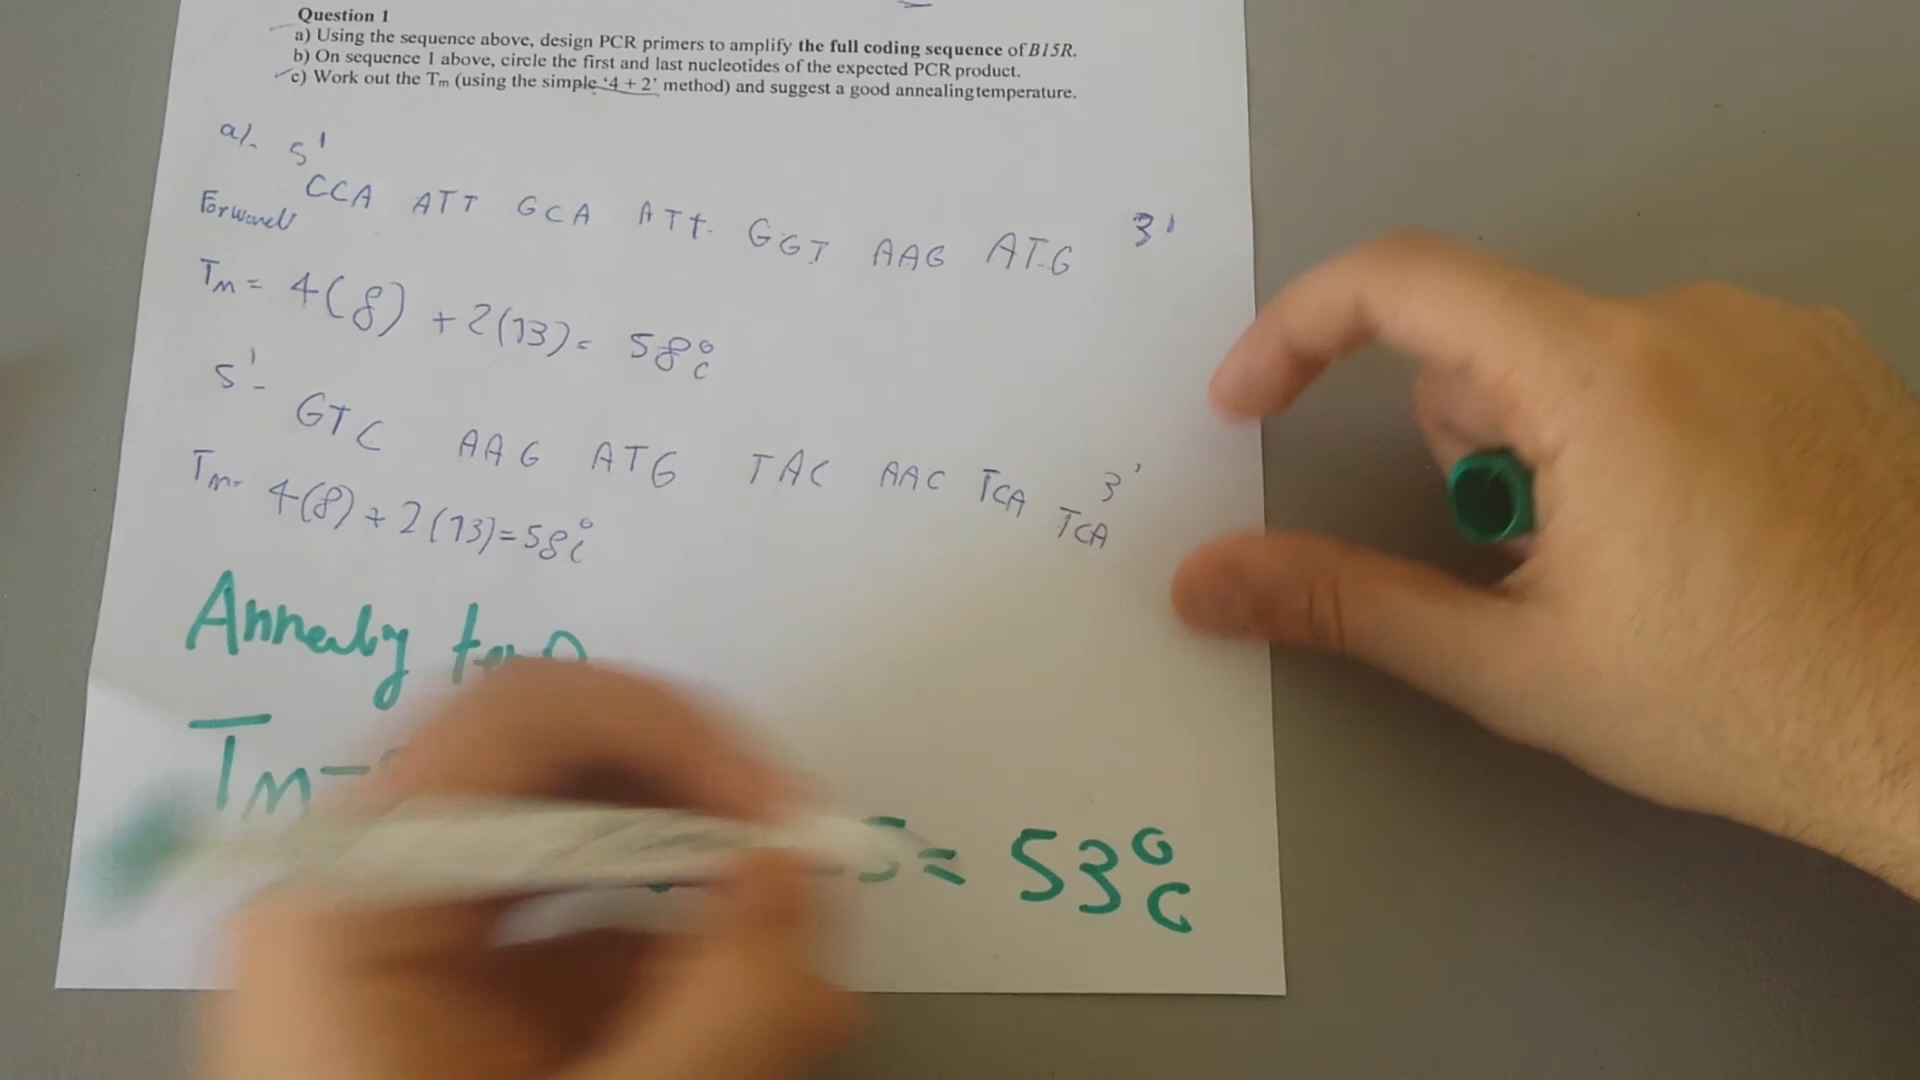 Question 1
a) Using the sequence above, design PCR primers to amplify the full coding sequence of B15R.
b) On sequence 1 above, circle the first and last nucleotides of the expected PCR product.
c) Work out the Tm (using the simple '4 + 2' method) and suggest a good annealing temperature.
a/. 5'
CCA ATT GCA ATT GGT AAG ATG 3'
Forward
Tm = 4(8) + 2(13) = 58°C
5'- GTC AAG ATG TAC AAC TCA TCA 3'
Tm = 4(8) + 2(13) = 58°C
Tm -
5 = 53°C